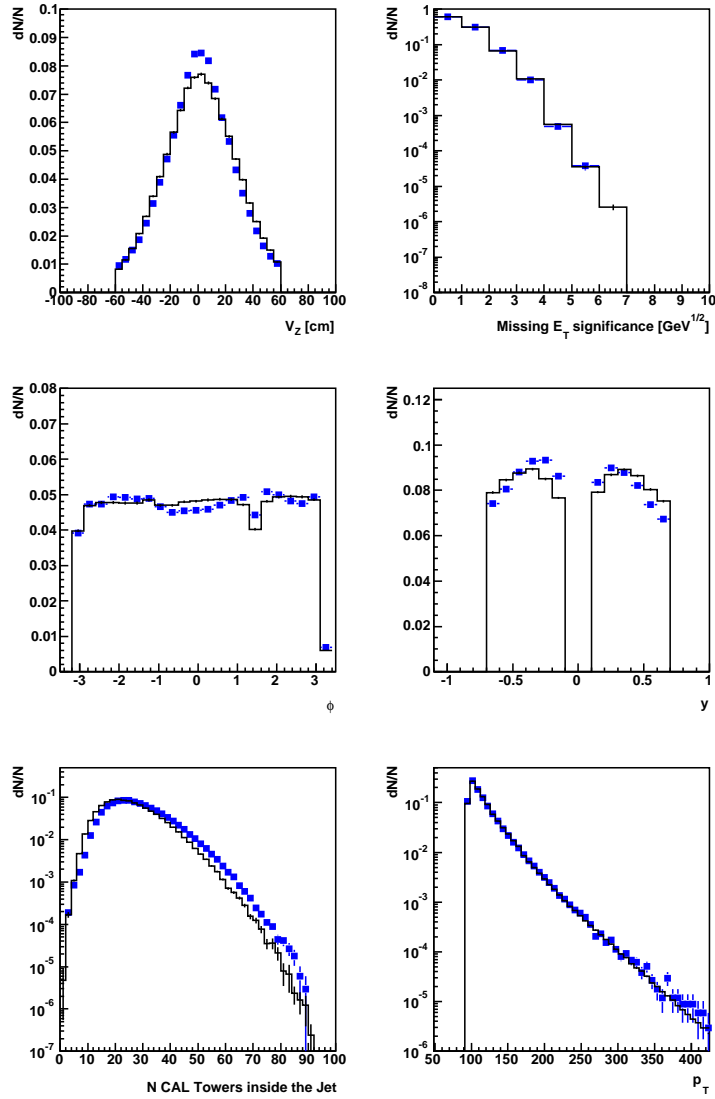 dN/N
0.1
0.09
0.08
0.07
0.06
0.05
0.04
0.03
0.02
0.01
0
-100 -80 -60 -40 -20 0 20 40 60 80 100
V_Z [cm]
dN/N
1
10^-1
10^-2
10^-3
10^-4
10^-5
10^-6
10^-7
10^-8
0 1 2 3 4 5 6 7 8 9 10
Missing E_T significance [GeV^1/2]
dN/N
0.08
0.07
0.06
0.05
0.04
0.03
0.02
0.01
0
-3 -2 -1 0 1 2 3
ϕ
dN/N
0.12
0.1
0.08
0.06
0.04
0.02
0
-1 -0.5 0 0.5 1
y
dN/N
10^-1
10^-2
10^-3
10^-4
10^-5
10^-6
10^-7
0 10 20 30 40 50 60 70 80 90 100
N CAL Towers inside the Jet
dN/N
10^-1
10^-2
10^-3
10^-4
10^-5
10^-6
50 100 150 200 250 300 350 400
p_T